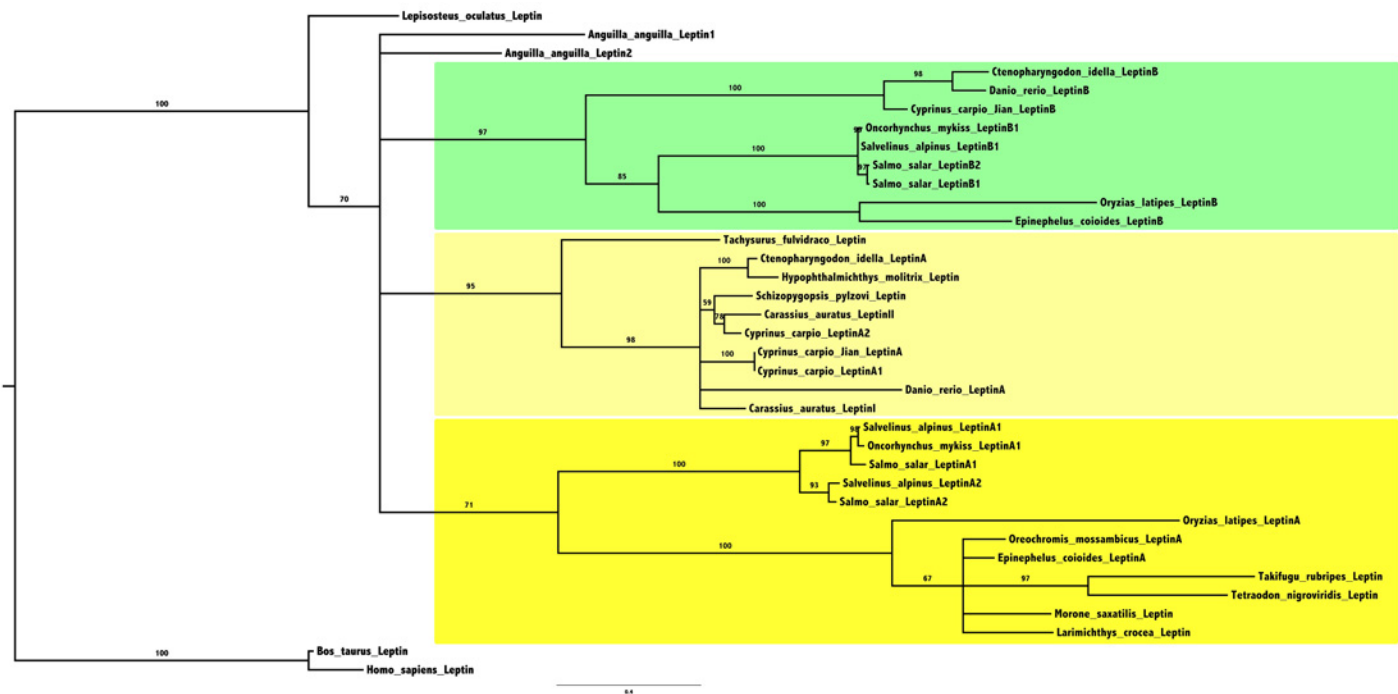 Lepisosteus_oculatus_Leptin
Anguilla_anguilla_Leptin1
Anguilla_anguilla_Leptin2
Ctenopharyngodon_idella_LeptinB
98
Danio_rerio_LeptinB
100
100
Cyprinus_carpio_Jian_LeptinB
Oncorhynchus_mykiss_LeptinB1
97
Salvelinus_alpinus_LeptinB1
100
97
Salmo_salar_LeptinB2
85
Salmo_salar_LeptinB1
Oryzias_latipes_LeptinB
70
100
Epinephelus_coioides_LeptinB
Tachysurus_fulvidraco_Leptin
Ctenopharyngodon_idella_LeptinA
100
Hypophthalmichthys_molitrix_Leptin
95
Schizopygopsis_pylzovi_Leptin
59
Carassius_auratus_LeptinII
78
Cyprinus_carpio_LeptinA2
98
Cyprinus_carpio_Jian_LeptinA
100
Cyprinus_carpio_LeptinA1
Danio_rerio_LeptinA
Carassius_auratus_LeptinI
98
Salvelinus_alpinus_LeptinA1
97
Oncorhynchus_mykiss_LeptinA1
100
Salmo_salar_LeptinA1
93
Salvelinus_alpinus_LeptinA2
71
Salmo_salar_LeptinA2
Oryzias_latipes_LeptinA
100
Oreochromis_mossambicus_LeptinA
Epinephelus_coioides_LeptinA
67
97
Takifugu_rubripes_Leptin
Tetraodon_nigroviridis_Leptin
Morone_saxatilis_Leptin
Larimichthys_crocea_Leptin
100
Bos_taurus_Leptin
Homo_sapiens_Leptin